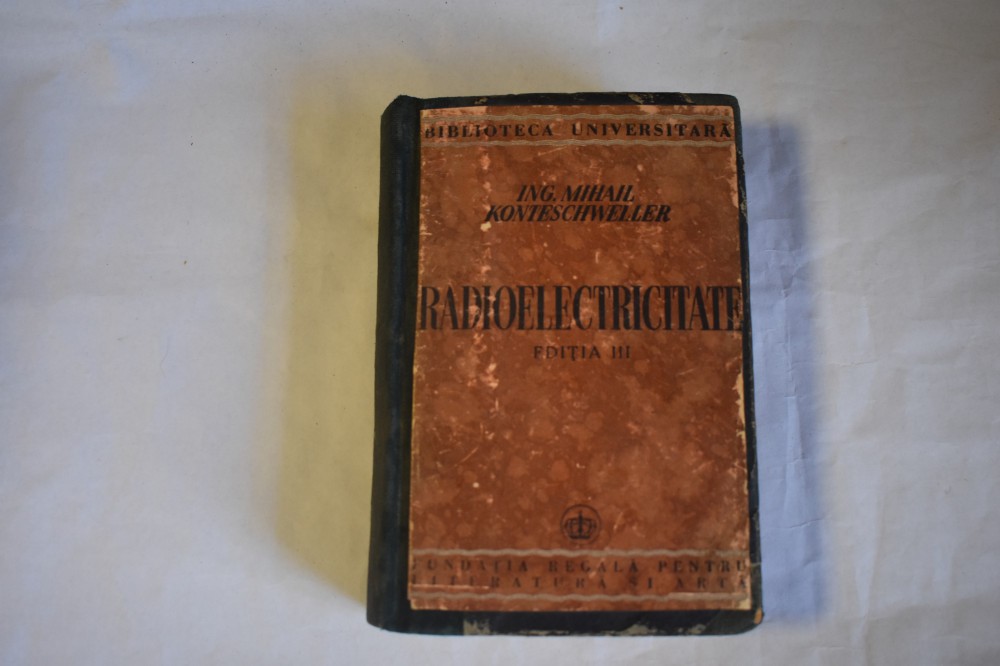 BIBLIOTECA UNIVERSITARĂ
ING. MIHAIL
KONTESCHWELLER
RADIOELECTRICITATE
EDIȚIA III
FUNDAȚIA REGALĂ PENTRU
LITERATURĂ ȘI ARTĂ